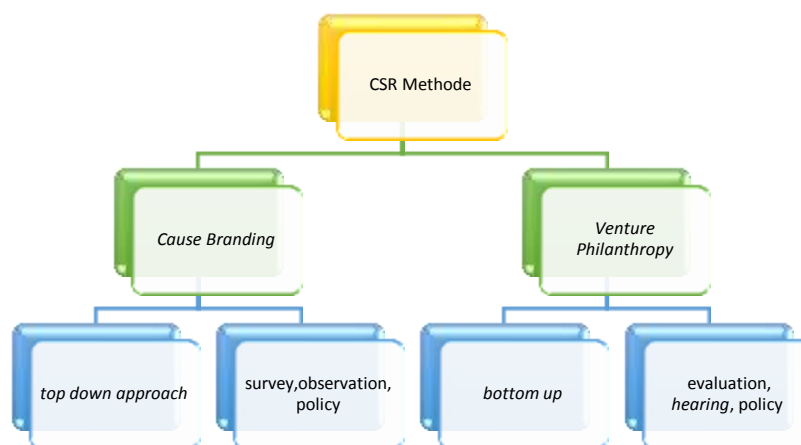 CSR Methode
Cause Branding
Venture
Philanthropy
top down approach
survey,observation,
policy
bottom up
evaluation,
hearing, policy